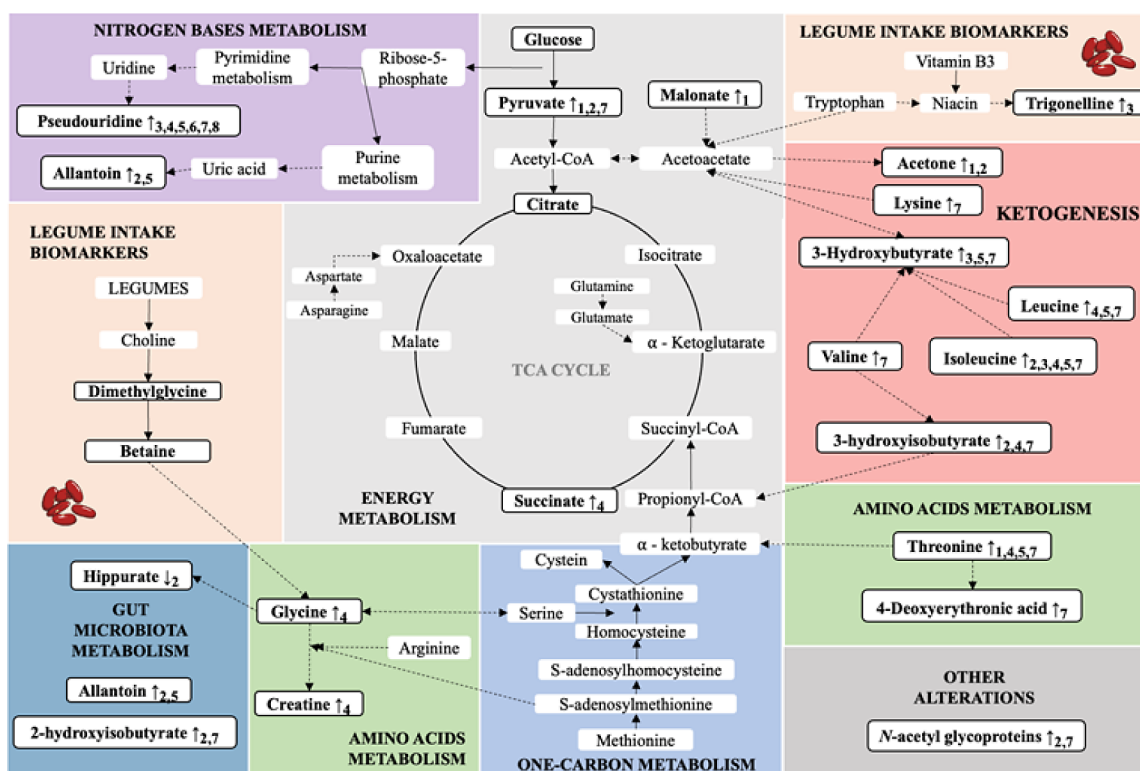 NITROGEN BASES METABOLISM
Uridine
Pyrimidine
metabolism
Ribose-5-
phosphate
Pseudouridine ↑3,4,5,6,7,8
Allantoin ↑2,5
Uric acid
Purine
metabolism
Glucose
Pyruvate ↑1,2,7
Malonate ↑1
Acetyl-CoA
Acetoacetate
Citrate
Oxaloacetate
Isocitrate
Aspartate
Asparagine
Glutamine
Glutamate
α - Ketoglutarate
Malate
TCA CYCLE
Fumarate
Succinyl-CoA
Succinate ↑4
Propionyl-CoA
ENERGY
METABOLISM
α - ketobutyrate
LEGUME INTAKE BIOMARKERS
Vitamin B3
Tryptophan
Niacin
Trigonelline ↑3
Acetone ↑1,2
Lysine ↑7
KETOGENESIS
3-Hydroxybutyrate ↑3,5,7
Leucine ↑4,5,7
Valine ↑7
Isoleucine ↑2,3,4,5,7
3-hydroxyisobutyrate ↑2,4,7
LEGUME INTAKE
BIOMARKERS
LEGUMES
Choline
Dimethylglycine
Betaine
AMINO ACIDS METABOLISM
Threonine ↑1,4,5,7
4-Deoxyerythronic acid ↑7
Hippurate ↓2
GUT
MICROBIOTA
METABOLISM
Allantoin ↑2,5
2-hydroxyisobutyrate ↑2,7
Glycine ↑4
Arginine
Creatine ↑4
AMINO ACIDS
METABOLISM
Cystein
Cystathionine
Serine
Homocysteine
S-adenosylhomocysteine
S-adenosylmethionine
Methionine
ONE-CARBON METABOLISM
OTHER
ALTERATIONS
N-acetyl glycoproteins ↑2,7